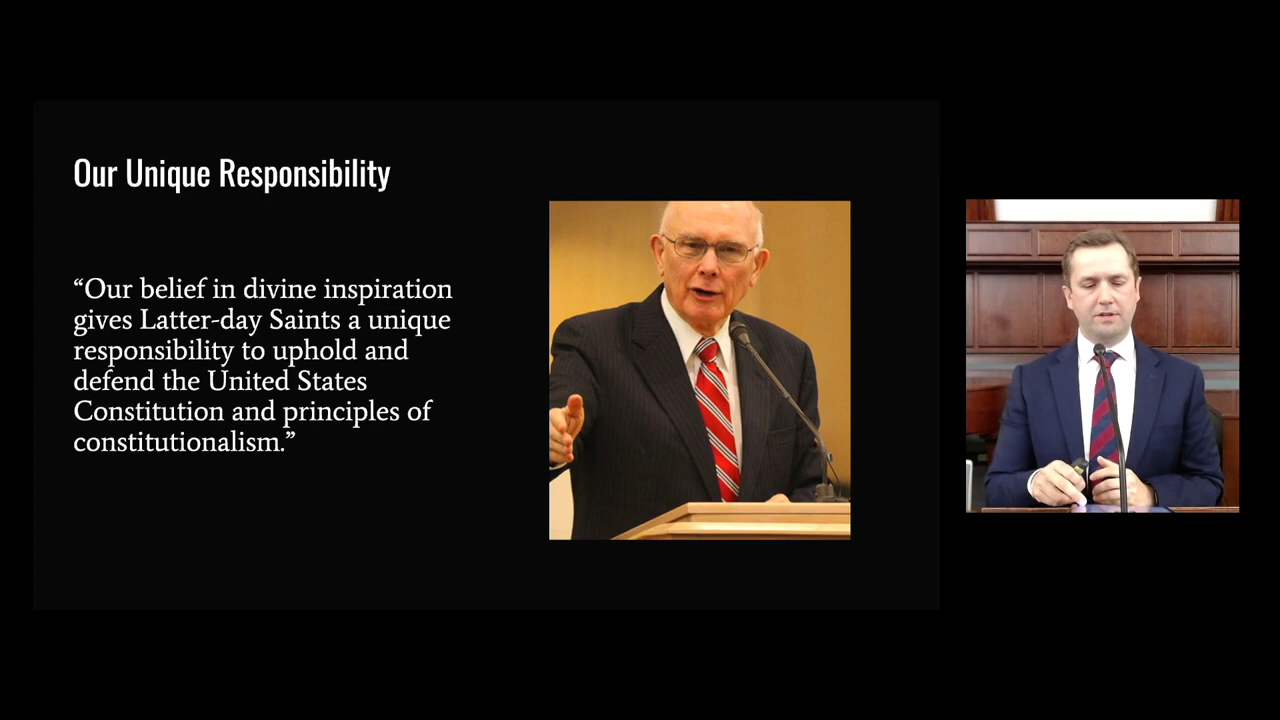 Our Unique Responsibility
“Our belief in divine inspiration
gives Latter-day Saints a unique
responsibility to uphold and
defend the United States
Constitution and principles of
constitutionalism.”